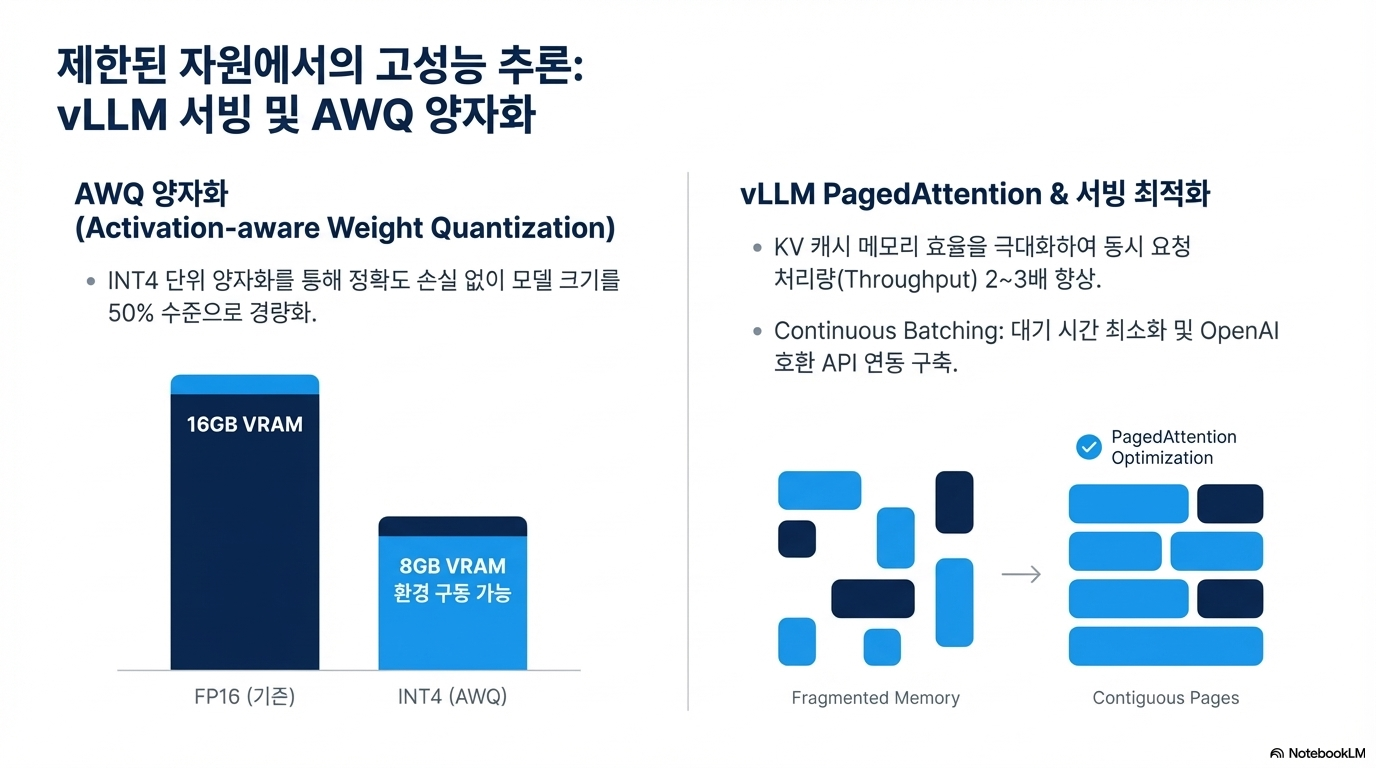 제한된 자원에서의 고성능 추론:
vLLM 서빙 및 AWQ 양자화
AWQ 양자화
(Activation-aware Weight Quantization)
• INT4 단위 양자화를 통해 정확도 손실 없이 모델 크기를
50% 수준으로 경량화.
16GB VRAM
8GB VRAM
환경 구동 가능
FP16 (기존)
INT4 (AWQ)
vLLM PagedAttention & 서빙 최적화
• KV 캐시 메모리 효율을 극대화하여 동시 요청
처리량(Throughput) 2~3배 향상.
• Continuous Batching: 대기 시간 최소화 및 OpenAI
호환 API 연동 구축.
PagedAttention
Optimization
Fragmented Memory
Contiguous Pages
NotebookLM